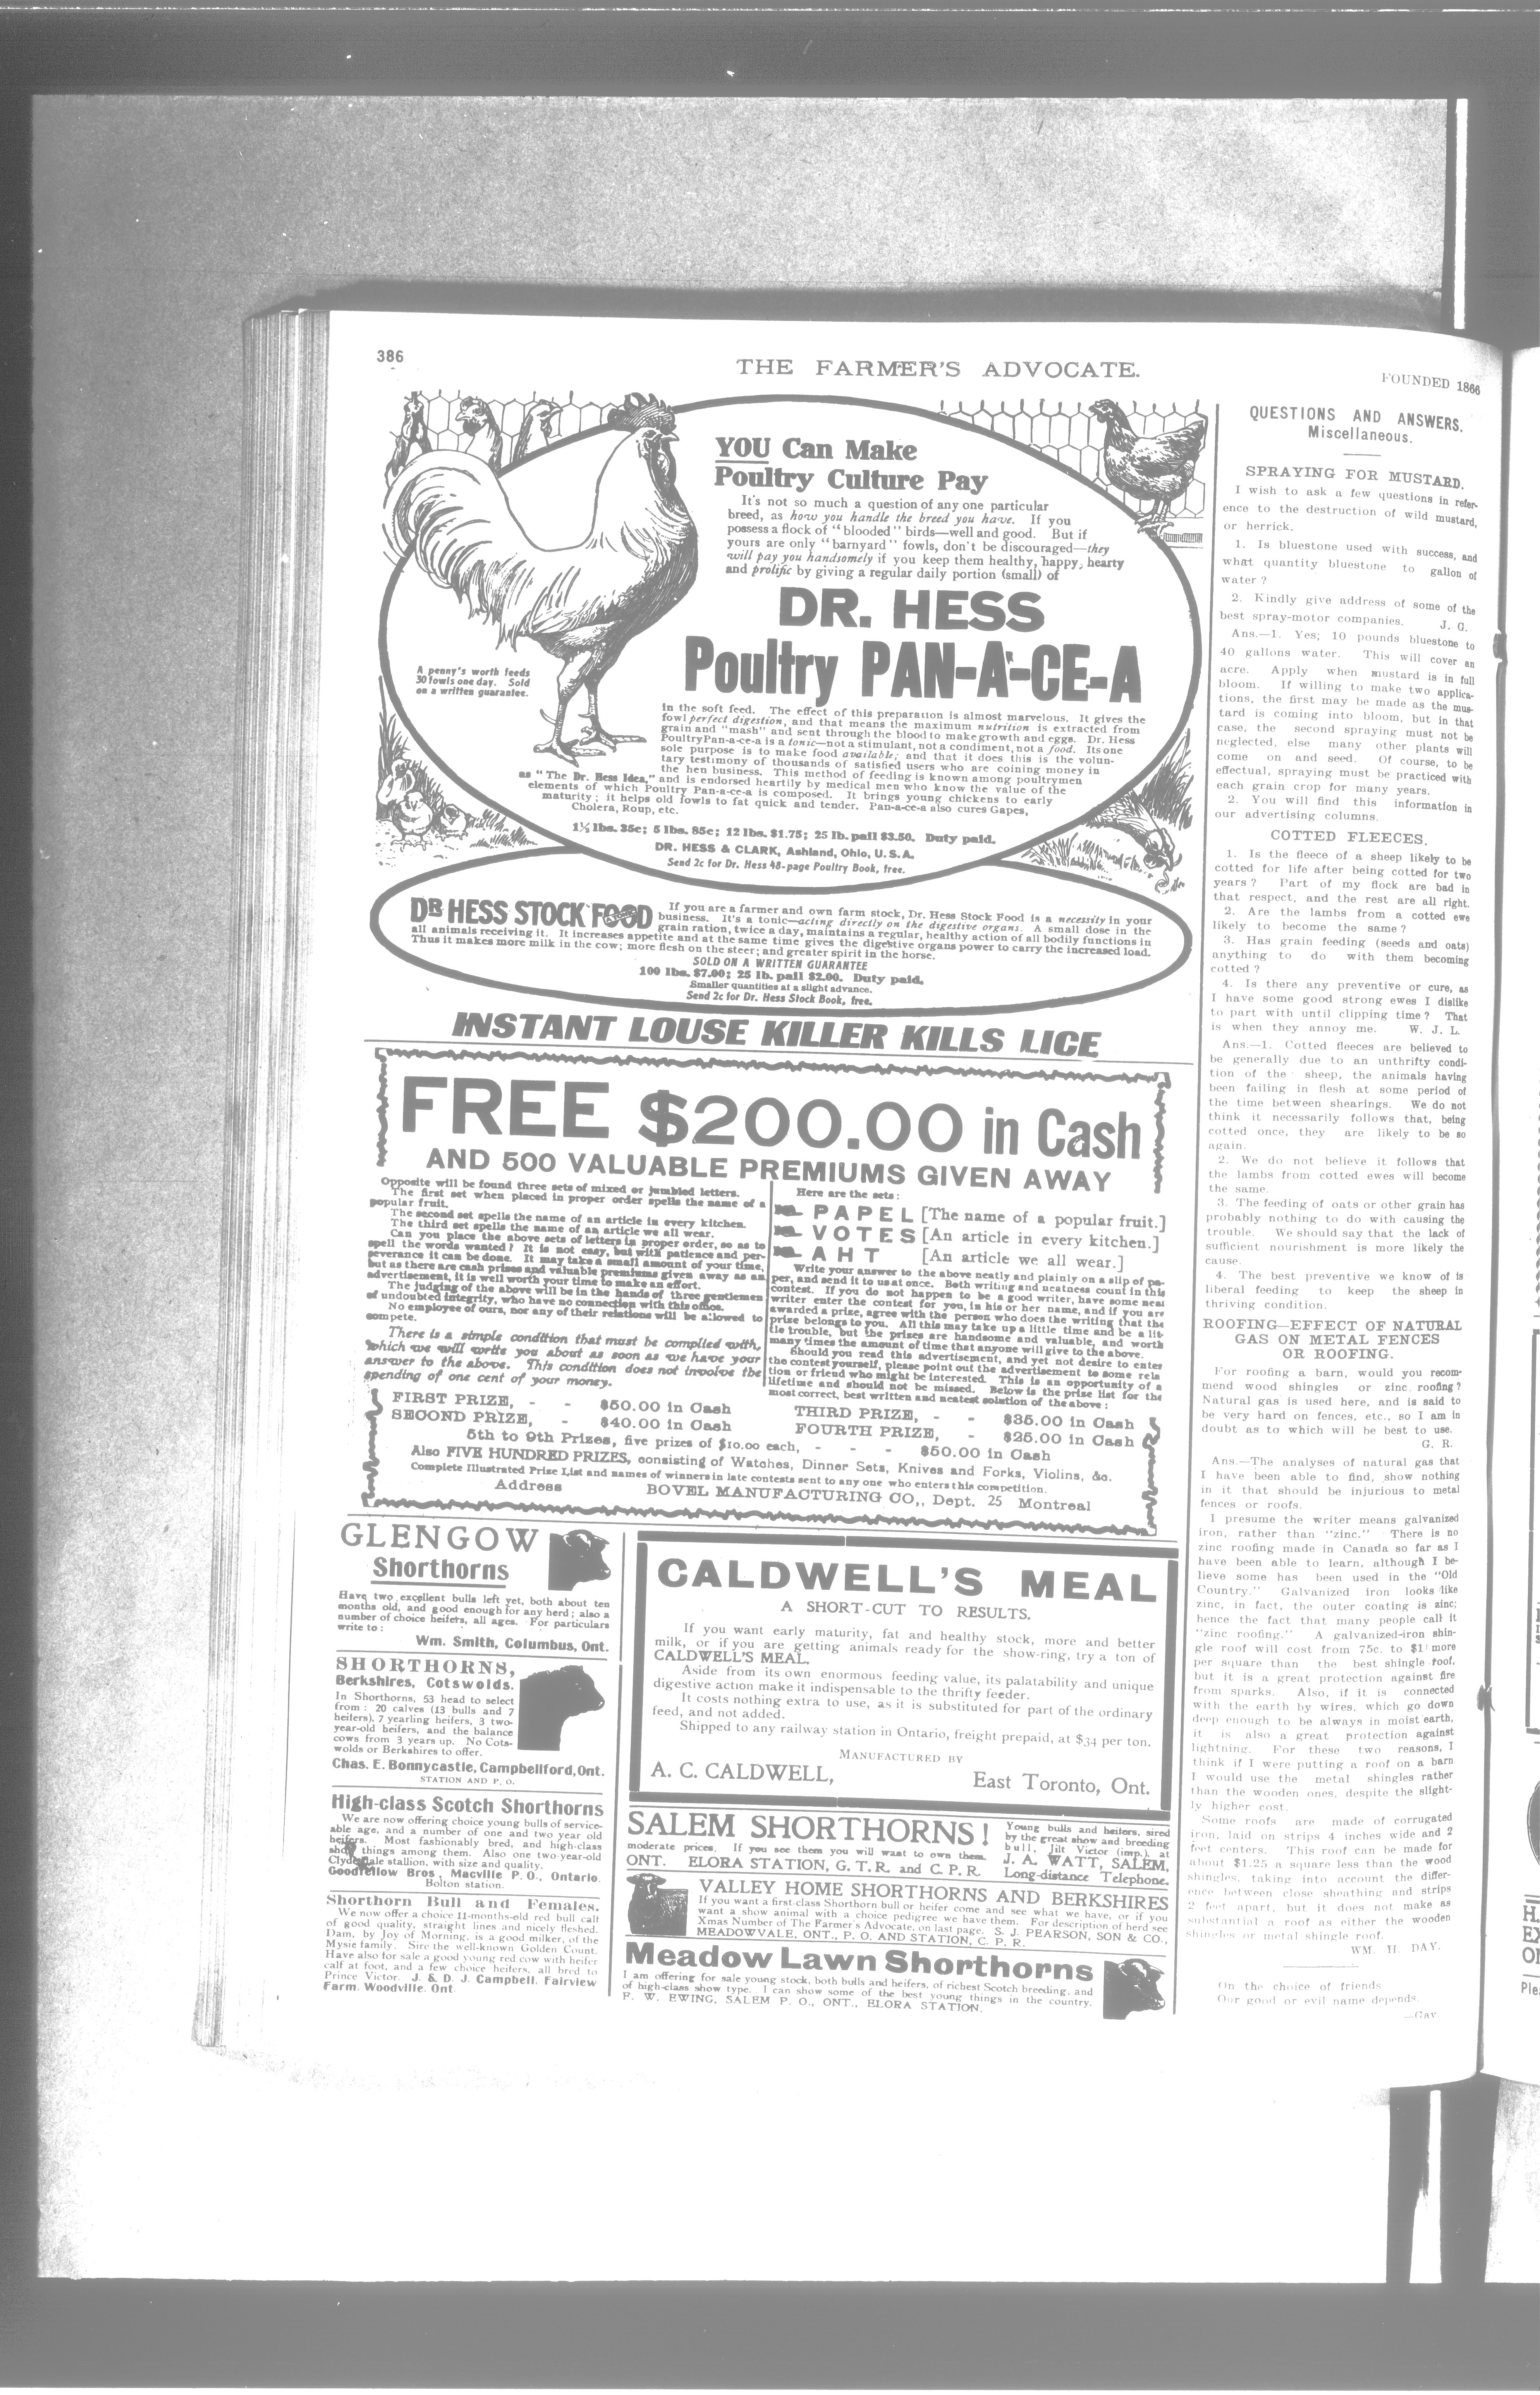 386
THE FARMER'S ADVOCATE.
FOUNDED 1866
YOU Can Make
Poultry Culture Pay
It's not so much a question of any one particular
breed, as how you handle the breed you have. If you
possess a flock of "blooded" birds—well and good. But if
yours are only "barnyard" fowls, don't be discouraged—they
will pay you handsomely if you keep them healthy, happy, hearty
and prolific by giving a regular daily portion (small) of
DR. HESS
Poultry PAN-A-CE-A
A penny's worth feeds
30 fowls one day. Sold
on a written guarantee.
in the soft feed. The effect of this preparation is almost marvelous. It gives the
fowl perfect digestion, and that means the maximum nutrition is extracted from
grain and "mash" and sent through the blood to make growth and eggs. Dr. Hess
Poultry Pan-a-ce-a is a tonic—not a stimulant, not a condiment, not a food. Its one
sole purpose is to make food available; and that it does this is the volun-
tary testimony of thousands of satisfied users who are coining money in
the hen business. This method of feeding is known among poultrymen
as "The Dr. Hess Idea," and is endorsed heartily by medical men who know the value of the
elements of which Poultry Pan-a-ce-a is composed. It brings young chickens to early
maturity; it helps old fowls to fat quick and tender. Pan-a-ce-a also cures Gapes,
Cholera, Roup, etc.
1½ lbs. 35c; 5 lbs. 85c; 12 lbs. $1.75; 25 lb. pail $3.50. Duty paid.
DR. HESS & CLARK, Ashland, Ohio, U.S.A.
Send 2c for Dr. Hess 48-page Poultry Book, free.
DR HESS STOCK FOOD
If you are a farmer and own farm stock, Dr. Hess Stock Food is a necessity in your
business. It's a tonic—acting directly on the digestive organs. A small dose in the
grain ration, twice a day, maintains a regular, healthy action of all bodily functions in
all animals receiving it. It increases appetite and at the same time gives the digestive organs power to carry the increased load.
Thus it makes more milk in the cow; more flesh on the steer; and greater spirit in the horse.
SOLD ON A WRITTEN GUARANTEE
100 lbs. $7.00; 25 lb. pail $2.00. Duty paid.
Smaller quantities at a slight advance.
Send 2c for Dr. Hess Stock Book, free.
INSTANT LOUSE KILLER KILLS LICE
FREE $200.00 in Cash
AND 500 VALUABLE PREMIUMS GIVEN AWAY
Opposite will be found three sets of mixed or jumbled letters.
The first set when placed in proper order spells the name of a
popular fruit.
The second set spells the name of an article in every kitchen.
The third set spells the name of an article we all wear.
Can you place the above sets of letters in proper order, so as to
spell the words wanted? It is not easy, but with patience and per-
severance it can be done. It may take a small amount of your time,
but as there are cash prizes and valuable premiums given away as an
advertisement, it is well worth your time to make an effort.
The judging of the above will be in the hands of three gentlemen
of undoubted integrity, who have no connection with this office.
No employee of ours, nor any of their relations will be allowed to
compete.
There is a simple condition that must be complied with,
which we will write you about as soon as we have your
answer to the above. This condition does not involve the
spending of one cent of your money.
Here are the sets:
PAPEL [The name of a popular fruit.]
VOTES [An article in every kitchen.]
AHT [An article we all wear.]
Write your answer to the above neatly and plainly on a slip of pa-
per, and send it to us at once. Both writing and neatness count in this
contest. If you do not happen to be a good writer, have some neat
writer enter the contest for you, in his or her name, and if you are
awarded a prize, agree with the person who does the writing that the
prize belongs to you. All this may take up a little time and be a lit-
tle trouble, but the prizes are handsome and valuable, and worth
many times the amount of time that anyone will give to the above.
Should you read this advertisement, and yet not desire to enter
the contest yourself, please point out the advertisement to some rela
tion or friend who might be interested. This is an opportunity of a
lifetime and should not be missed. Below is the prize list for the
most correct, best written and neatest solution of the above:
FIRST PRIZE, - - $50.00 in Cash
SECOND PRIZE, - $40.00 in Cash
THIRD PRIZE, - - $35.00 in Cash
FOURTH PRIZE, - $25.00 in Cash
5th to 9th Prizes, five prizes of $10.00 each, - - - $50.00 in Cash
Also FIVE HUNDRED PRIZES, consisting of Watches, Dinner Sets, Knives and Forks, Violins, &c.
Complete Illustrated Prize List and names of winners in late contests sent to any one who enters this competition.
Address BOVEL MANUFACTURING CO., Dept. 25 Montreal
GLENGOW
Shorthorns
Have two excellent bulls left yet, both about ten
months old, and good enough for any herd; also a
number of choice heifers, all ages. For particulars
write to:
Wm. Smith, Columbus, Ont.
SHORTHORNS,
Berkshires, Cotswolds.
In Shorthorns, 53 head to select
from: 20 calves (13 bulls and 7
heifers), 7 yearling heifers, 3 two-
year-old heifers, and the balance
cows from 3 years up. No Cots-
wolds or Berkshires to offer.
Chas. E. Bonnycastle, Campbellford, Ont.
STATION AND P. O.
High-class Scotch Shorthorns
We are now offering choice young bulls of service-
able age, and a number of one and two year old
heifers. Most fashionably bred, and high-class
show things among them. Also one two-year-old
Clydesdale stallion, with size and quality.
Goodfellow Bros., Macville P.O., Ontario.
Bolton station.
Shorthorn Bull and Females.
We now offer a choice 11-months-old red bull calf
of good quality, straight lines and nicely fleshed.
Dam, by Joy of Morning, is a good milker, of the
Mysie family. Sire the well-known Golden Count.
Have also for sale a good young red cow with heifer
calf at foot, and a few choice heifers, all bred to
Prince Victor. J. & D. J. Campbell, Fairview
Farm, Woodville, Ont.
CALDWELL'S MEAL
A SHORT-CUT TO RESULTS.
If you want early maturity, fat and healthy stock, more and better
milk, or if you are getting animals ready for the show-ring, try a ton of
CALDWELL'S MEAL.
Aside from its own enormous feeding value, its palatability and unique
digestive action make it indispensable to the thrifty feeder.
It costs nothing extra to use, as it is substituted for part of the ordinary
feed, and not added.
Shipped to any railway station in Ontario, freight prepaid, at $34 per ton.
MANUFACTURED BY
A. C. CALDWELL, East Toronto, Ont.
SALEM SHORTHORNS!
Young bulls and heifers, sired
by the great show and breeding
bull, Jilt Victor (imp.), at
moderate prices. If you see them you will want to own them.
J. A. WATT, SALEM,
ONT. ELORA STATION, G. T. R. and C. P. R. Long-distance Telephone.
VALLEY HOME SHORTHORNS AND BERKSHIRES
If you want a first-class Shorthorn bull or heifer come and see what we have, or if you
want a show animal with a choice pedigree we have them. For description of herd see
Xmas Number of The Farmer's Advocate, on last page. S. J. PEARSON, SON & CO.,
MEADOWVALE, ONT., P. O. AND STATION, C. P. R.
Meadow Lawn Shorthorns
I am offering for sale young stock, both bulls and heifers, of richest Scotch breeding, and
of high-class show type. I can show some of the best young things in the country.
F. W. EWING, SALEM P. O., ONT., ELORA STATION.
QUESTIONS AND ANSWERS.
Miscellaneous.
SPRAYING FOR MUSTARD.
I wish to ask a few questions in refer-
ence to the destruction of wild mustard,
or herrick.
1. Is bluestone used with success, and
what quantity bluestone to gallon of
water?
2. Kindly give address of some of the
best spray-motor companies. J. G.
Ans.—1. Yes; 10 pounds bluestone to
40 gallons water. This will cover an
acre. Apply when mustard is in full
bloom. If willing to make two applica-
tions, the first may be made as the mus-
tard is coming into bloom, but in that
case, the second spraying must not be
neglected, else many other plants will
come on and seed. Of course, to be
effectual, spraying must be practiced with
each grain crop for many years.
2. You will find this information in
our advertising columns.
COTTED FLEECES.
1. Is the fleece of a sheep likely to be
cotted for life after being cotted for two
years? Part of my flock are bad in
that respect, and the rest are all right.
2. Are the lambs from a cotted ewe
likely to become the same?
3. Has grain feeding (seeds and oats)
anything to do with them becoming
cotted?
4. Is there any preventive or cure, as
I have some good strong ewes I dislike
to part with until clipping time? That
is when they annoy me. W. J. L.
Ans.—1. Cotted fleeces are believed to
be generally due to an unthrifty condi-
tion of the sheep, the animals having
been failing in flesh at some period of
the time between shearings. We do not
think it necessarily follows that, being
cotted once, they are likely to be so
again.
2. We do not believe it follows that
the lambs from cotted ewes will become
the same.
3. The feeding of oats or other grain has
probably nothing to do with causing the
trouble. We should say that the lack of
sufficient nourishment is more likely the
cause.
4. The best preventive we know of is
liberal feeding to keep the sheep in
thriving condition.
ROOFING—EFFECT OF NATURAL
GAS ON METAL FENCES
OR ROOFING.
For roofing a barn, would you recom-
mend wood shingles or zinc roofing?
Natural gas is used here, and is said to
be very hard on fences, etc., so I am in
doubt as to which will be best to use.
G. R.
Ans.—The analyses of natural gas that
I have been able to find, show nothing
in it that should be injurious to metal
fences or roofs.
I presume the writer means galvanized
iron, rather than "zinc." There is no
zinc roofing made in Canada so far as I
have been able to learn, although I be-
lieve some has been used in the "Old
Country." Galvanized iron looks like
zinc, in fact, the outer coating is zinc;
hence the fact that many people call it
"zinc roofing." A galvanized-iron shin-
gle roof will cost from 75c. to $1 more
per square than the best shingle roof,
but it is a great protection against fire
from sparks. Also, if it is connected
with the earth by wires, which go down
deep enough to be always in moist earth,
it is also a great protection against
lightning. For these two reasons, I
think if I were putting a roof on a barn
I would use the metal shingles rather
than the wooden ones, despite the slight-
ly higher cost.
Some roofs are made of corrugated
iron, laid on strips 4 inches wide and 2
feet centers. This roof can be made for
about $1.25 a square less than the wood
shingles, taking into account the differ-
ence between close sheathing and strips
2 feet apart, but it does not make as
substantial a roof as either the wooden
shingles or metal shingle roof.
WM. H. DAY.
On the choice of friends
Our good or evil name depends.
—Gay.
H.
Ple